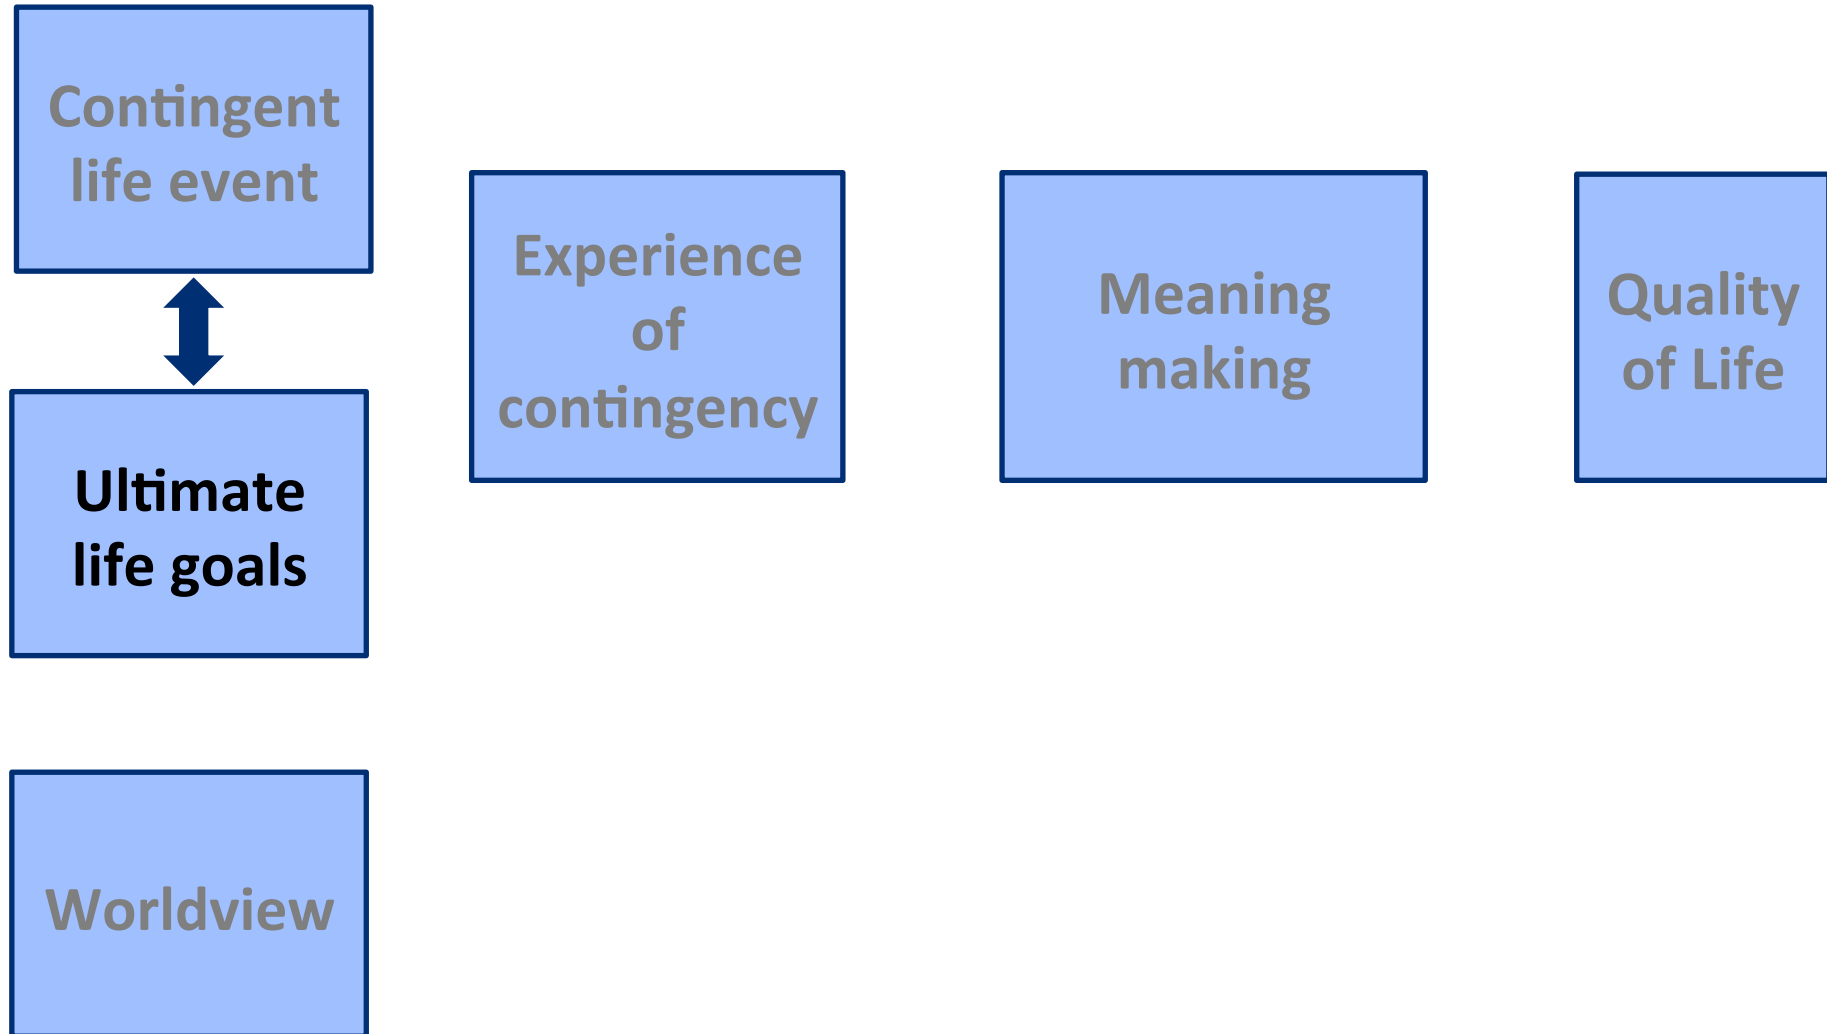 Contingent
life event
Experience
of
contingency
Meaning
making
Quality
of Life
Ultimate
life goals
Worldview